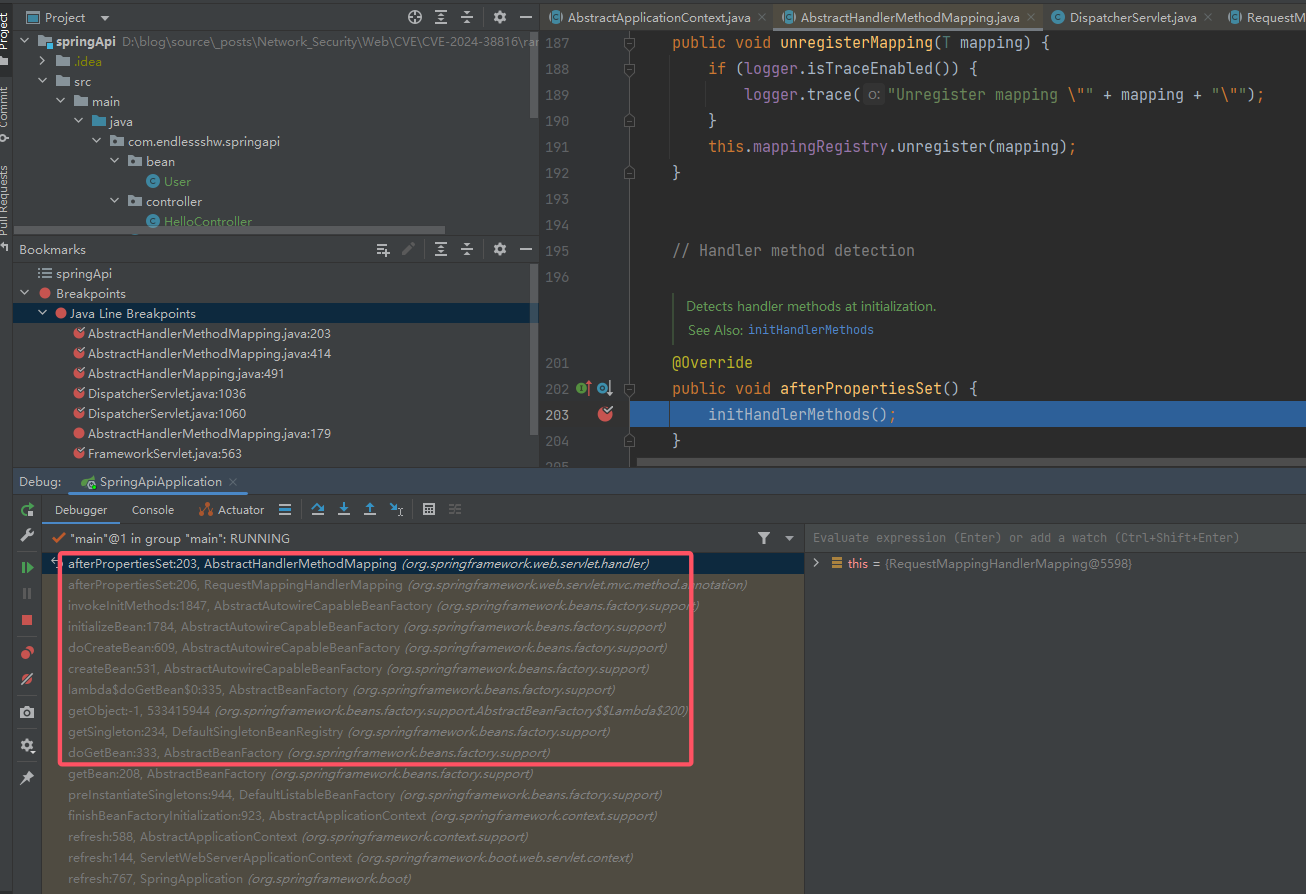 Project
springApi D:\blog\source\_posts\Network_Security\Web\CVE\CVE-2024-38816\
.idea
src
main
java
com.endlessshw.springapi
bean
User
controller
HelloController
Project
Commit
Pull Requests
Bookmarks
springApi
Breakpoints
Java Line Breakpoints
AbstractHandlerMethodMapping.java:203
AbstractHandlerMethodMapping.java:414
AbstractHandlerMapping.java:491
DispatcherServlet.java:1036
DispatcherServlet.java:1060
AbstractHandlerMethodMapping.java:179
FrameworkServlet.java:563
AbstractApplicationContext.java AbstractHandlerMethodMapping.java DispatcherServlet.java RequestM
187 public void unregisterMapping(T mapping) {
188 if (logger.isTraceEnabled()) {
189 logger.trace( o: "Unregister mapping \"" + mapping + "\"");
190 }
191 this.mappingRegistry.unregister(mapping);
192 }
193
194
195 // Handler method detection
196
Detects handler methods at initialization.
See Also: initHandlerMethods
201 @Override
202 public void afterPropertiesSet() {
203 initHandlerMethods();
204 }
205
Debug: SpringApiApplication
Debugger Console Actuator
"main"@1 in group "main": RUNNING
afterPropertiesSet:203, AbstractHandlerMethodMapping (org.springframework.web.servlet.handler)
afterPropertiesSet:206, RequestMappingHandlerMapping (org.springframework.web.servlet.mvc.method.annotation)
invokeInitMethods:1847, AbstractAutowireCapableBeanFactory (org.springframework.beans.factory.support)
initializeBean:1784, AbstractAutowireCapableBeanFactory (org.springframework.beans.factory.support)
doCreateBean:609, AbstractAutowireCapableBeanFactory (org.springframework.beans.factory.support)
createBean:531, AbstractAutowireCapableBeanFactory (org.springframework.beans.factory.support)
lambda$doGetBean$0:335, AbstractBeanFactory (org.springframework.beans.factory.support)
getObject:-1, 533415944 (org.springframework.beans.factory.support.AbstractBeanFactory$$Lambda$200)
getSingleton:234, DefaultSingletonBeanRegistry (org.springframework.beans.factory.support)
doGetBean:333, AbstractBeanFactory (org.springframework.beans.factory.support)
getBean:208, AbstractBeanFactory (org.springframework.beans.factory.support)
preInstantiateSingletons:944, DefaultListableBeanFactory (org.springframework.beans.factory.support)
finishBeanFactoryInitialization:923, AbstractApplicationContext (org.springframework.context.support)
refresh:588, AbstractApplicationContext (org.springframework.context.support)
refresh:144, ServletWebServerApplicationContext (org.springframework.boot.web.servlet.context)
refresh:767, SpringApplication (org.springframework.boot)
Evaluate expression (Enter) or add a watch (Ctrl+Shift+Enter)
this = (RequestMappingHandlerMapping@5598)